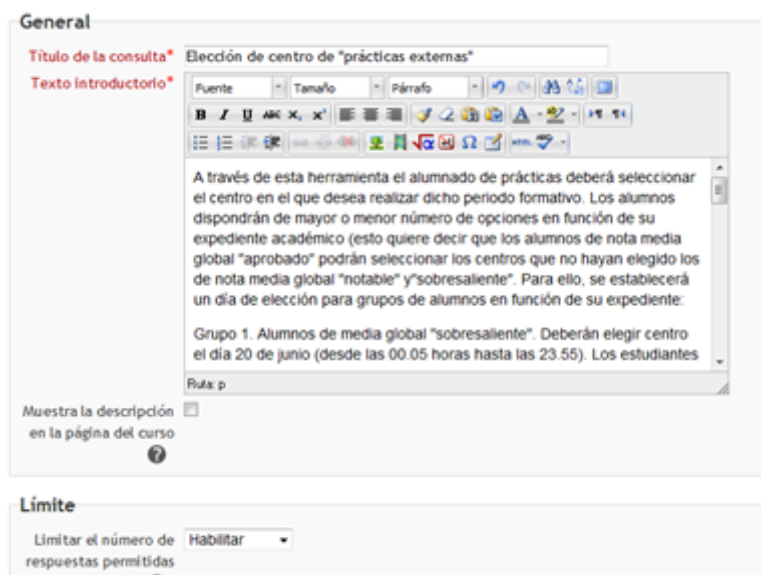 General
Título de la consulta* Elección de centro de "prácticas externas"
Texto introductorio*
Fuente Tamaño Párrafo
B I U ABC x, x²
A
Ω HTML ABC
A través de esta herramienta el alumnado de prácticas deberá seleccionar
el centro en el que desea realizar dicho periodo formativo. Los alumnos
dispondrán de mayor o menor número de opciones en función de su
expediente académico (esto quiere decir que los alumnos de nota media
global "aprobado" podrán seleccionar los centros que no hayan elegido los
de nota media global "notable" y"sobresaliente". Para ello, se establecerá
un día de elección para grupos de alumnos en función de su expediente:
Grupo 1. Alumnos de media global "sobresaliente". Deberán elegir centro
el día 20 de junio (desde las 00.05 horas hasta las 23.55). Los estudiantes
Ruta: p
Muestra la descripción
en la página del curso
Límite
Limitar el número de Habilitar
respuestas permitidas